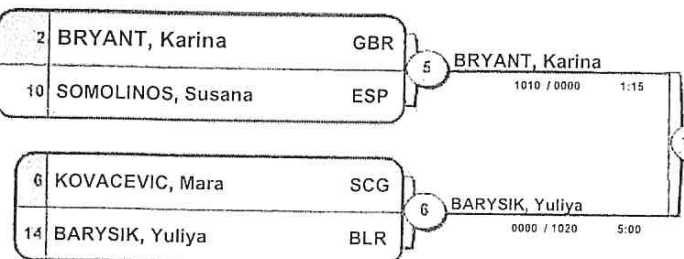 2 BRYANT, Karina GBR
10 SOMOLINOS, Susana ESP
5 BRYANT, Karina
1010 / 0000 1:15
6 KOVACEVIC, Mara SCG
14 BARYSIK, Yuliya BLR
6 BARYSIK, Yuliya
0000 / 1020 5:00